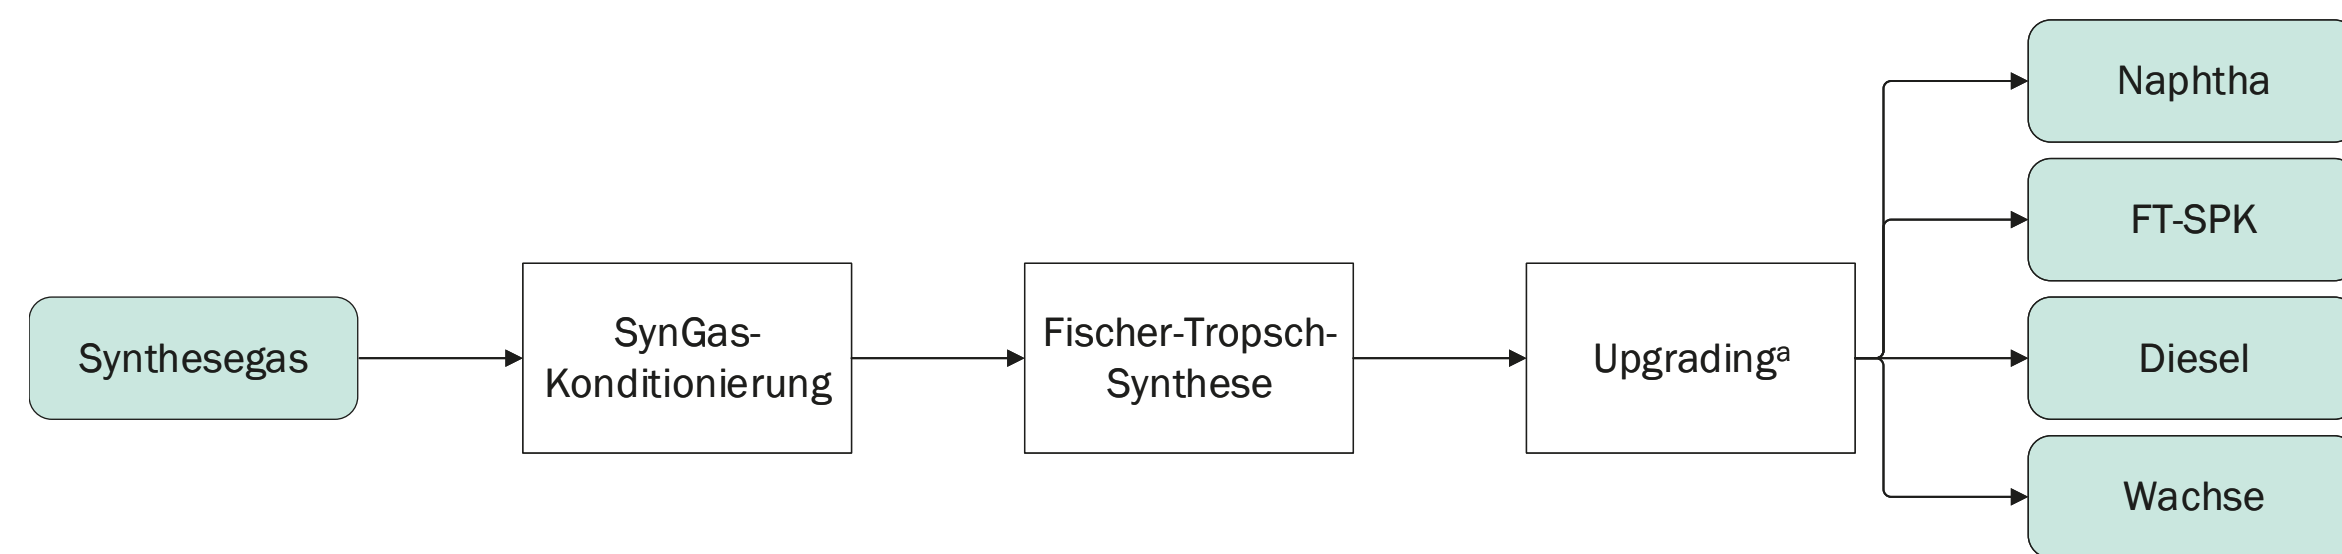 Naphtha
FT-SPK
Synthesegas
SynGas-
Konditionierung
Fischer-Tropsch-
Synthese
Upgradingᵃ
Diesel
Wachse